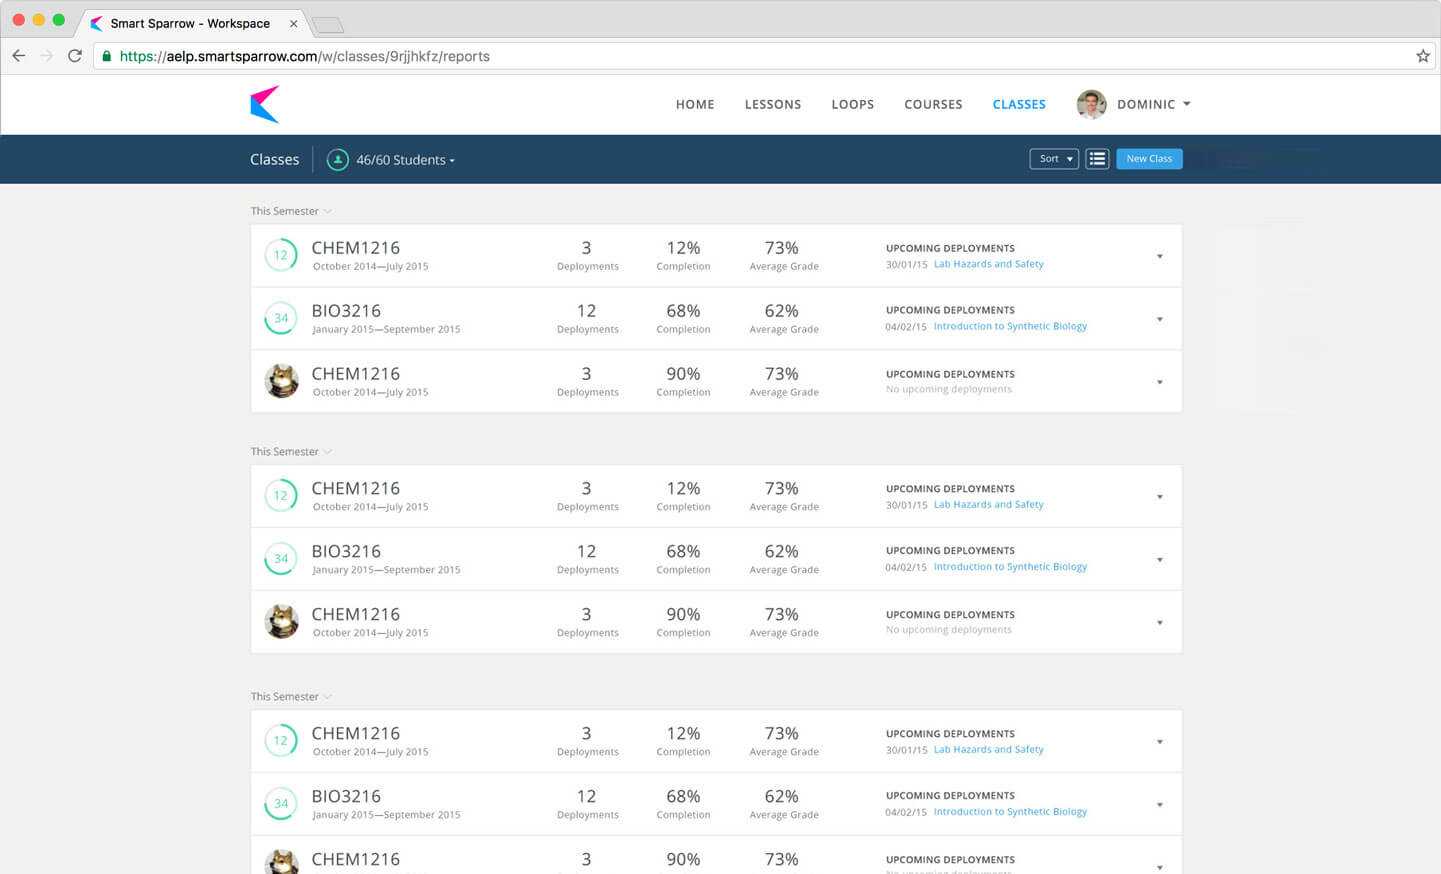 Smart Sparrow - Workspace
https://aelp.smartsparrow.com/w/classes/9rjjhkfz/reports
HOME LESSONS LOOPS COURSES CLASSES DOMINIC
Classes 46/60 Students Sort New Class
This Semester
12 CHEM1216 3 12% 73% UPCOMING DEPLOYMENTS
October 2014—July 2015 Deployments Completion Average Grade 30/01/15 Lab Hazards and Safety
34 BIO3216 12 68% 62% UPCOMING DEPLOYMENTS
January 2015—September 2015 Deployments Completion Average Grade 04/02/15 Introduction to Synthetic Biology
CHEM1216 3 90% 73% UPCOMING DEPLOYMENTS
October 2014—July 2015 Deployments Completion Average Grade No upcoming deployments
This Semester
12 CHEM1216 3 12% 73% UPCOMING DEPLOYMENTS
October 2014—July 2015 Deployments Completion Average Grade 30/01/15 Lab Hazards and Safety
34 BIO3216 12 68% 62% UPCOMING DEPLOYMENTS
January 2015—September 2015 Deployments Completion Average Grade 04/02/15 Introduction to Synthetic Biology
CHEM1216 3 90% 73% UPCOMING DEPLOYMENTS
October 2014—July 2015 Deployments Completion Average Grade No upcoming deployments
This Semester
12 CHEM1216 3 12% 73% UPCOMING DEPLOYMENTS
October 2014—July 2015 Deployments Completion Average Grade 30/01/15 Lab Hazards and Safety
34 BIO3216 12 68% 62% UPCOMING DEPLOYMENTS
January 2015—September 2015 Deployments Completion Average Grade 04/02/15 Introduction to Synthetic Biology
CHEM1216 3 90% 73% UPCOMING DEPLOYMENTS